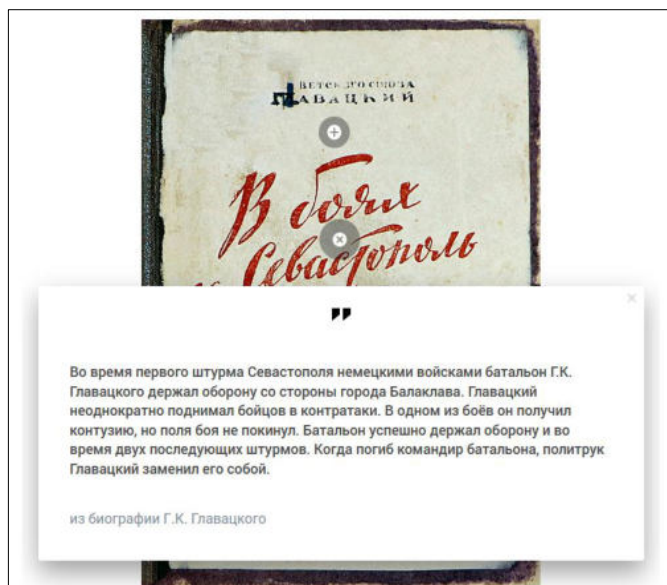 ВЕТСКОГО СОЮЗА
ГЛАВАЦКИЙ
В боях
Севастополь
Во время первого штурма Севастополя немецкими войсками батальон Г.К.
Главацкого держал оборону со стороны города Балаклава. Главацкий
неоднократно поднимал бойцов в контратаки. В одном из боёв он получил
контузию, но поля боя не покинул. Батальон успешно держал оборону и во
время двух последующих штурмов. Когда погиб командир батальона, политрук
Главацкий заменил его собой.
из биографии Г.К. Главацкого